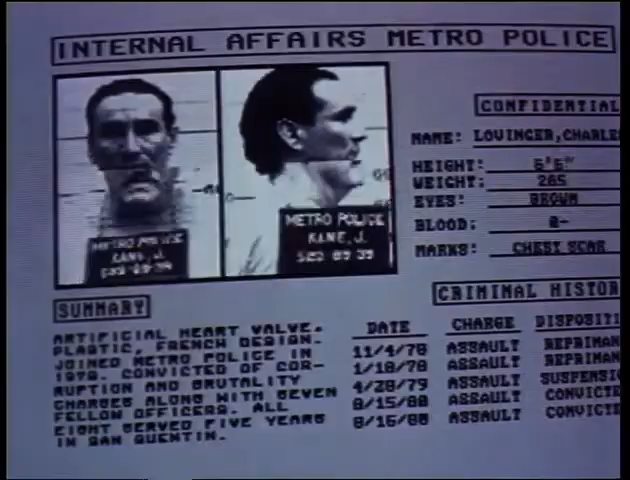 INTERNAL AFFAIRS METRO POLICE
METRO POLICE
KANE, J.
METRO POLICE
KANE, J.
CONFIDENTIAL
NAME: LOVINGER, CHARLE
HEIGHT: 6'6"
WEIGHT: 265
EYES: BROWN
BLOOD:
MARKS: CHEST SCAR
SUMMARY
ARTIFICIAL HEART VALVE.
PLASTIC, FRENCH DESIGN.
JOINED METRO POLICE IN
1978. CONVICTED OF COR-
RUPTION AND BRUTALITY
CHARGES ALONG WITH SEVEN
FELLOW OFFICERS. ALL
EIGHT SERVED FIVE YEARS
IN SAN QUENTIN.
CRIMINAL HISTOR
DATE CHARGE DISPOSITI
11/4/78 ASSAULT REPRIMAN
1/18/78 ASSAULT REPRIMAN
4/28/79 ASSAULT SUSPENSIO
8/15/80 ASSAULT CONVICTE
8/16/80 ASSAULT CONVICTE